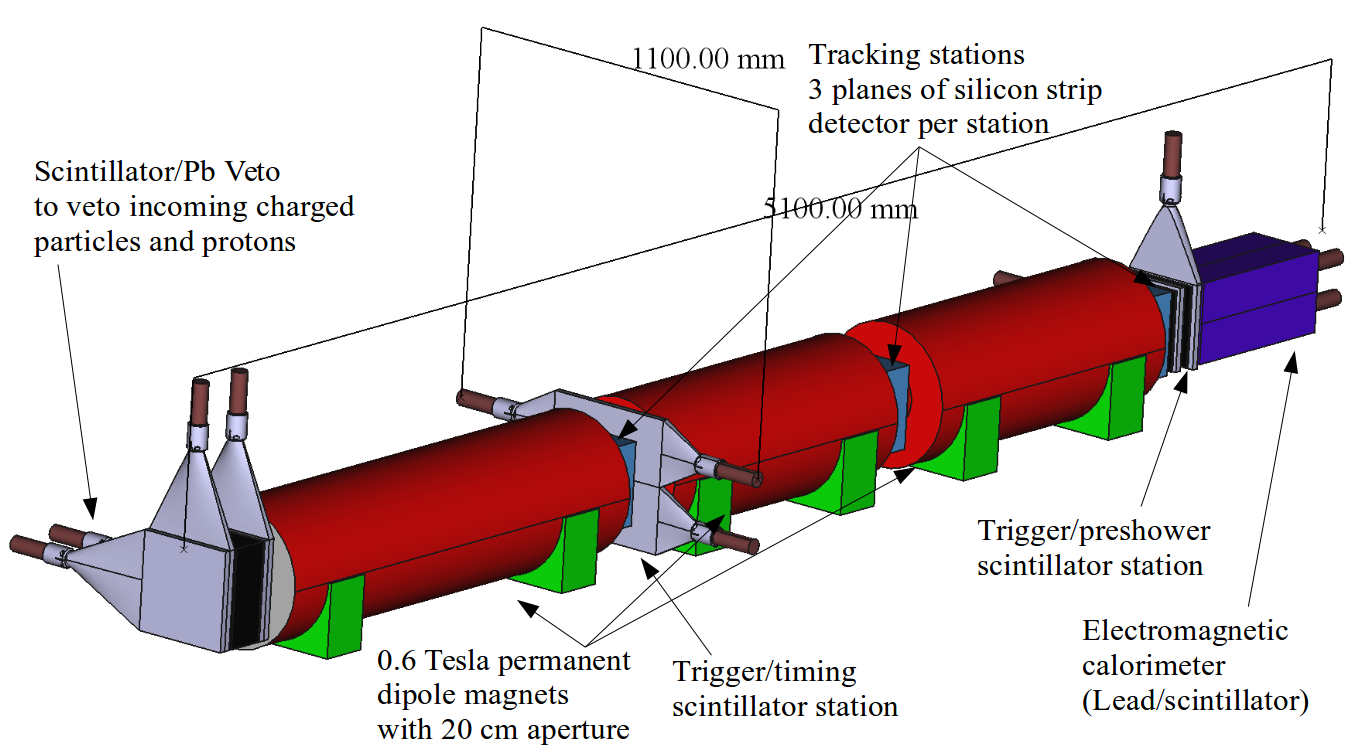 1100.00 mm
Tracking stations
3 planes of silicon strip
detector per station
Scintillator/Pb Veto
to veto incoming charged
particles and protons
5100.00 mm
Trigger/preshower
scintillator station
Electromagnetic
calorimeter
(Lead/scintillator)
0.6 Tesla permanent
dipole magnets
with 20 cm aperture
Trigger/timing
scintillator station